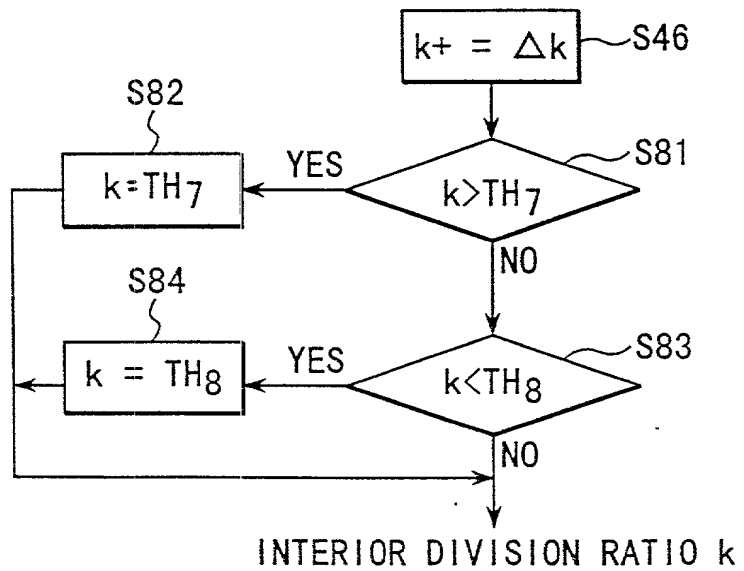 k+ = Δk
S46
S82
YES
S81
k=TH7
k>TH7
NO
S84
YES
S83
k = TH8
k<TH8
NO
INTERIOR DIVISION RATIO k